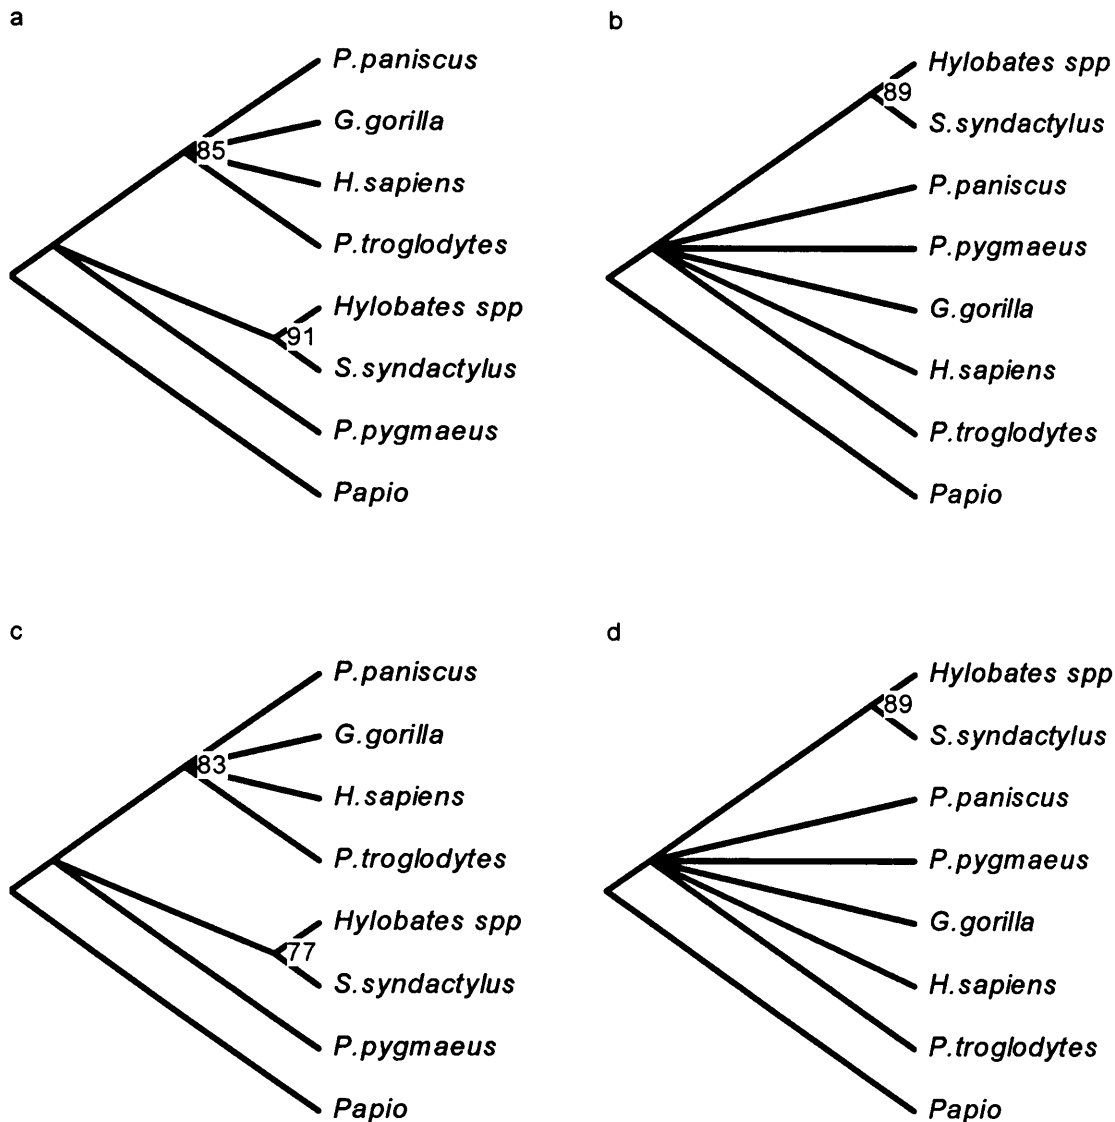 a
P.paniscus
G.gorilla
85
H.sapiens
P.troglodytes
Hylobates spp
91
S.syndactylus
P.pygmaeus
Papio
b
Hylobates spp
89
S.syndactylus
P.paniscus
P.pygmaeus
G.gorilla
H.sapiens
P.troglodytes
Papio
c
P.paniscus
G.gorilla
83
H.sapiens
P.troglodytes
Hylobates spp
77
S.syndactylus
P.pygmaeus
Papio
d
Hylobates spp
89
S.syndactylus
P.paniscus
P.pygmaeus
G.gorilla
H.sapiens
P.troglodytes
Papio